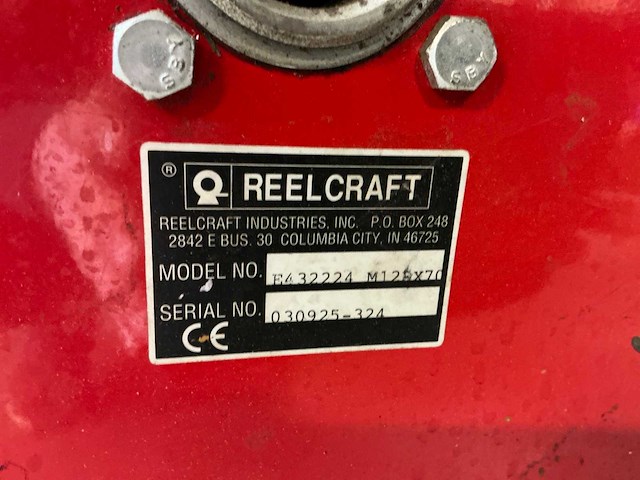 SBY
SBY
® REELCRAFT
REELCRAFT INDUSTRIES, INC. P.O. BOX 248
2842 E BUS. 30 COLUMBIA CITY, IN 46725
MODEL NO. E432224
SERIAL NO. 030925-324
CE